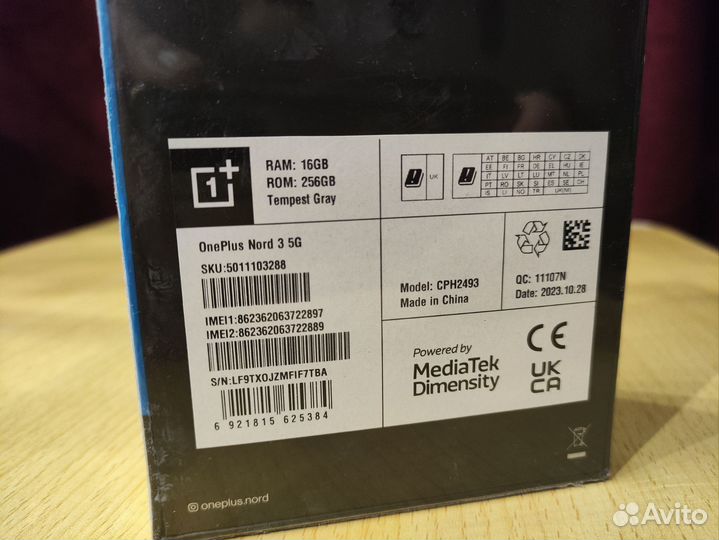 1+
RAM: 16GB
ROM: 256GB
Tempest Gray
UK
AT BE BG HR CY CZ DK
EE FI FR DE EL HU IE
IT LV LT LU MT NL PL
PT RO SK SI ES SE CH
IS LI NO TR UK(NI)
OnePlus Nord 3 5G
SKU:5011103288
IMEI1:862362063722897
IMEI2:862362063722889
S/N:LF9TXOJZMFIF7TBA
6 921815 625384
Model: CPH2493
Made in China
QC: 11107N
Date: 2023.10.28
Powered by
MediaTek
Dimensity
CE
UK
CA
oneplus.nord
Avito